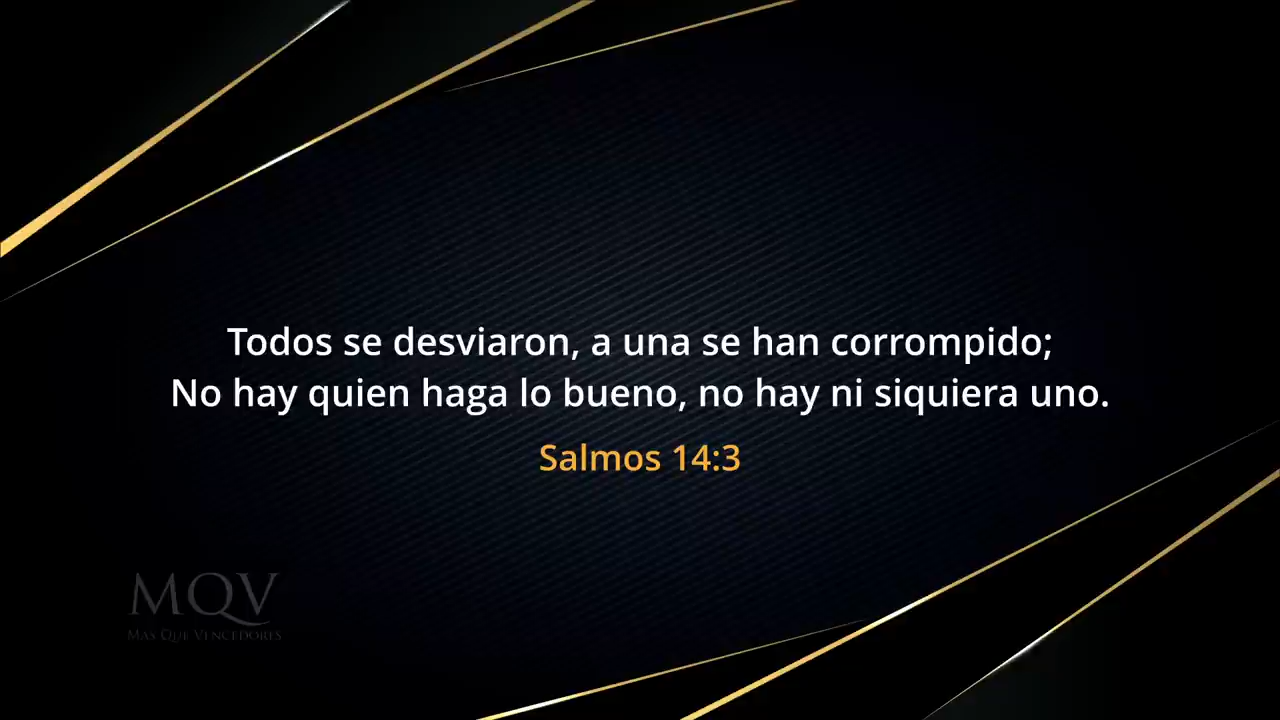 Todos se desviaron, a una se han corrompido;
No hay quien haga lo bueno, no hay ni siquiera uno.
Salmos 14:3
MQV
MAS QUE VENCEDORES